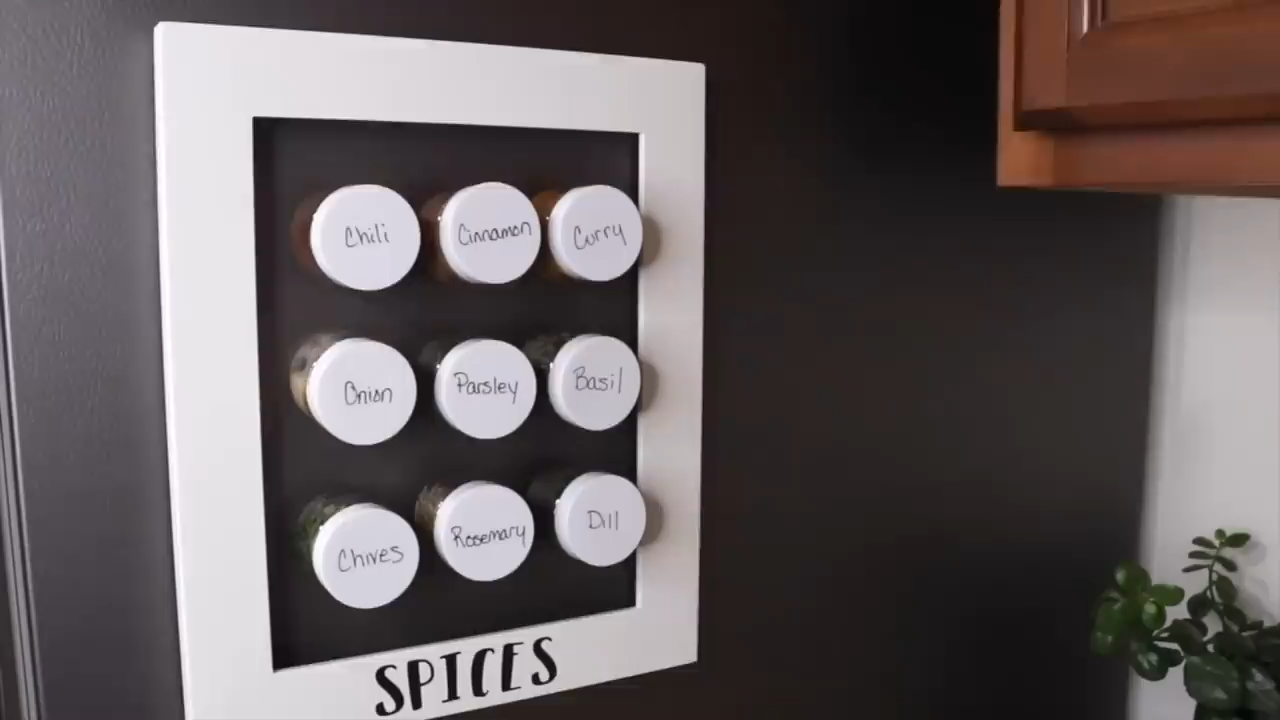 Chili Cinnamon Curry
Onion Parsley Basil
Chives Rosemary Dill
SPICES